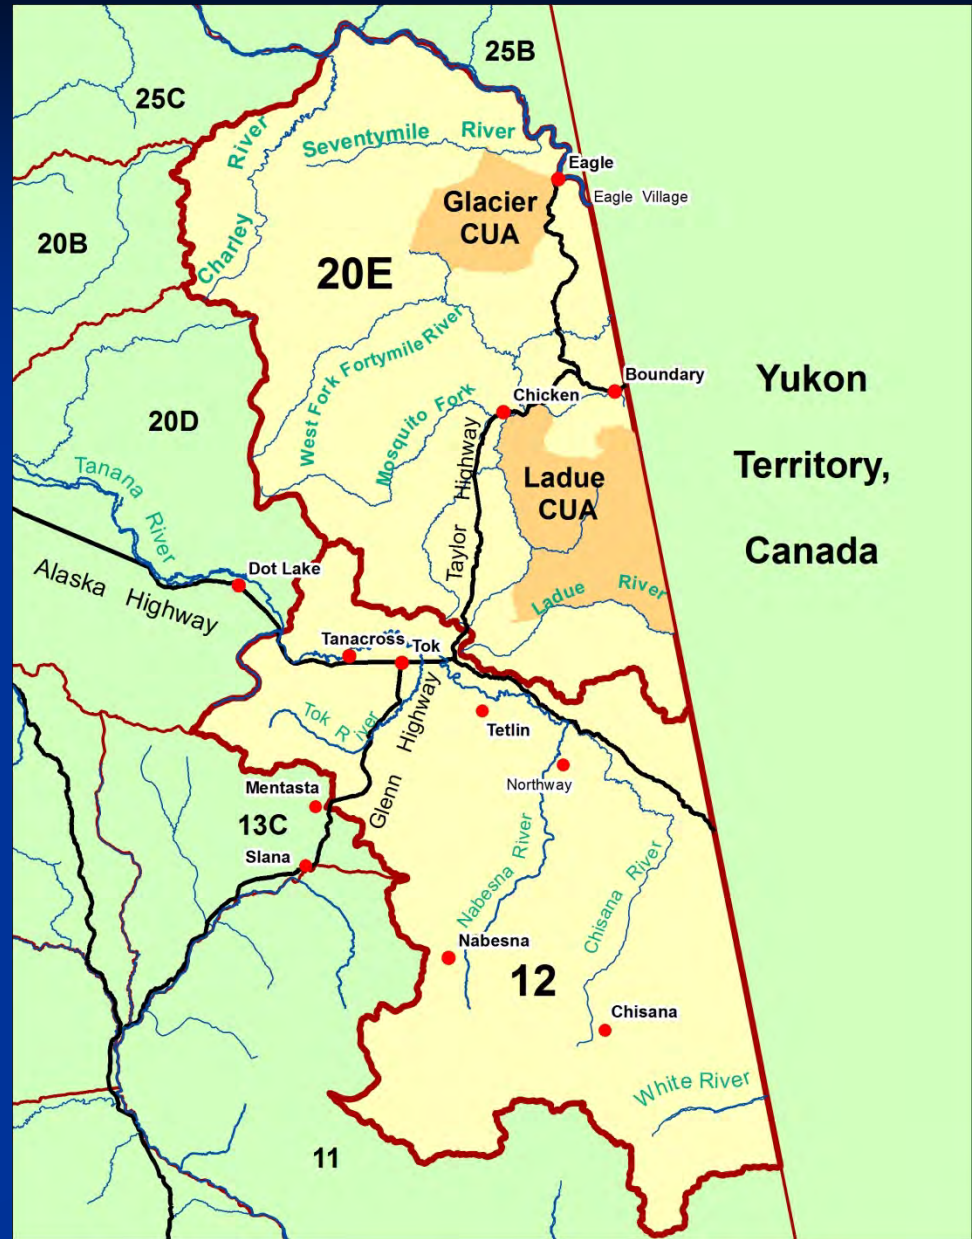 25B
25C
Charley River
Seventymile River
Eagle
Eagle Village
Glacier
CUA
20B
20E
West Fork Fortymile River
Mosquito Fork
Chicken
Boundary
Yukon
Territory,
Canada
20D
Tanana River
Taylor Highway
Ladue
CUA
Ladue River
Dot Lake
Alaska Highway
Tanacross
Tok
Tok River
Glenn Highway
Tetlin
Northway
Mentasta
13C
Slana
Nabesna River
Chisana River
Nabesna
12
Chisana
White River
11